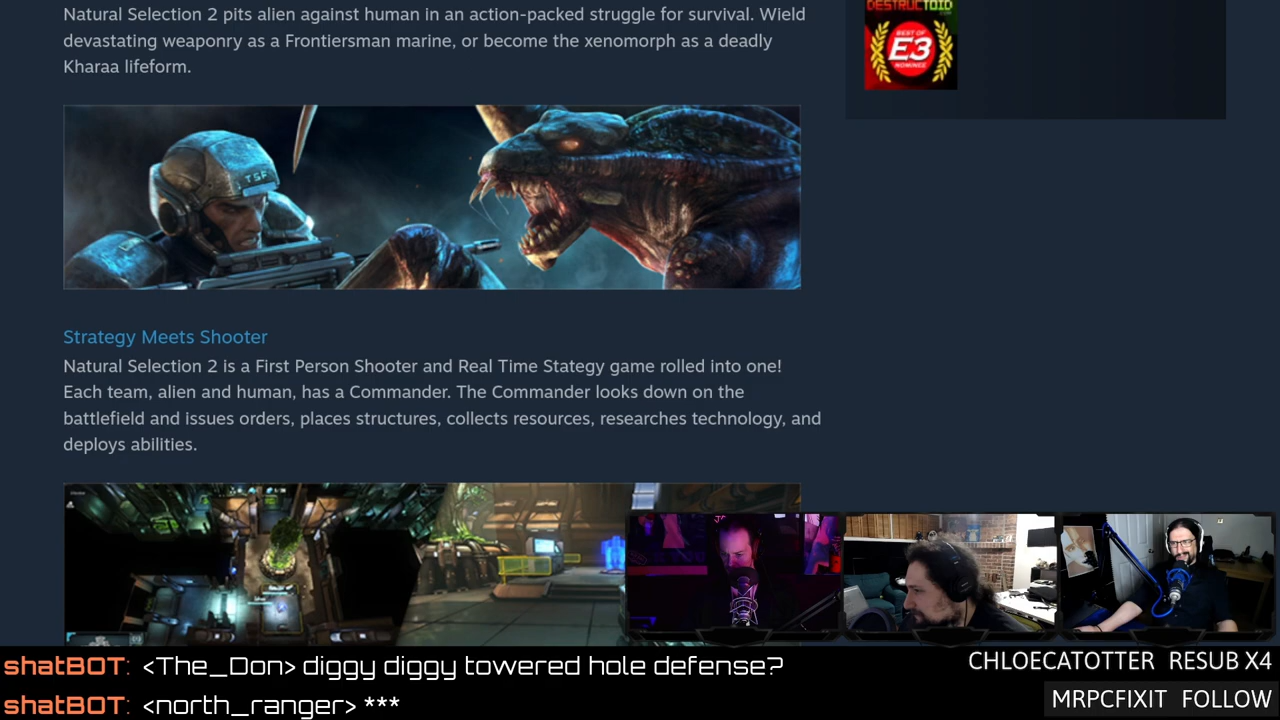 Natural Selection 2 pits alien against human in an action-packed struggle for survival. Wield
devastating weaponry as a Frontiersman marine, or become the xenomorph as a deadly
Kharaa lifeform.
DESTRUCTOID
BEST OF
E3
NOMINEE
TSF
Strategy Meets Shooter
Natural Selection 2 is a First Person Shooter and Real Time Stategy game rolled into one!
Each team, alien and human, has a Commander. The Commander looks down on the
battlefield and issues orders, places structures, collects resources, researches technology, and
deploys abilities.
shatBOT: <The_Don> diggy diggy towered hole defense?
shatBOT: <north_ranger> ***
CHLOECATOTTER RESUB X4
MRPCFIXIT FOLLOW